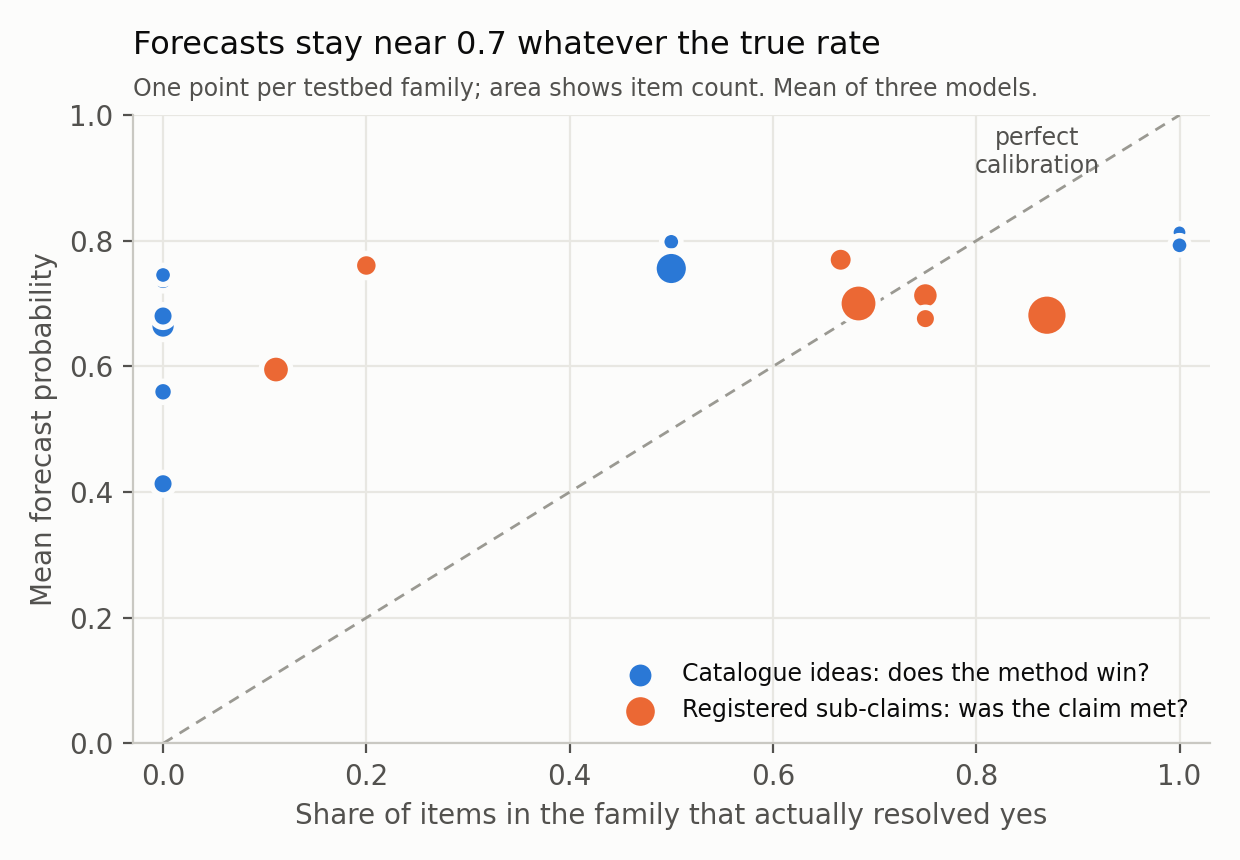 Forecasts stay near 0.7 whatever the true rate
One point per testbed family; area shows item count. Mean of three models.
1.0
0.8
0.6
0.4
0.2
0.0
Mean forecast probability
perfect
calibration
Catalogue ideas: does the method win?
Registered sub-claims: was the claim met?
0.0
0.2
0.4
0.6
0.8
1.0
Share of items in the family that actually resolved yes